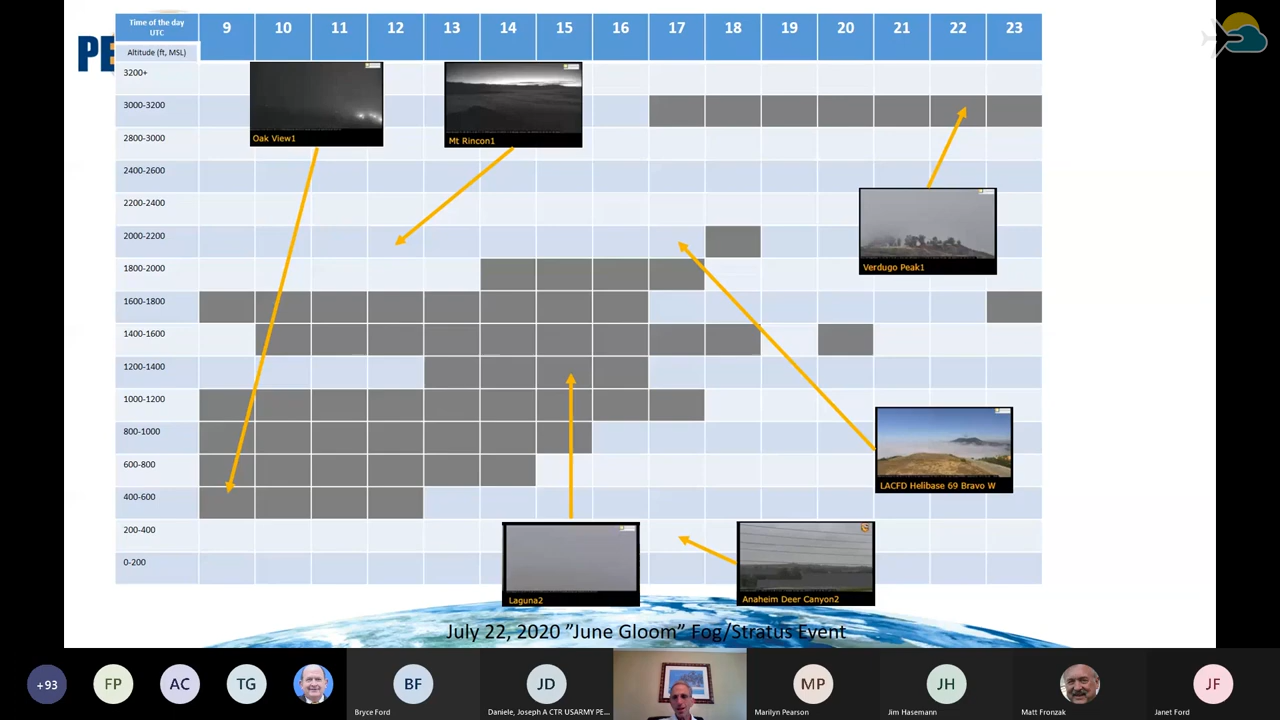 Time of the day
UTC
9 10 11 12 13 14 15 16 17 18 19 20 21 22 23
PE
Altitude (ft, MSL)
3200+
3000-3200
2800-3000
2400-2600
2200-2400
2000-2200
1800-2000
1600-1800
1400-1600
1200-1400
1000-1200
800-1000
600-800
400-600
200-400
0-200
Oak View1
Mt Rincon1
Verdugo Peak1
LACFD Helibase 69 Bravo W
Laguna2
Anaheim Deer Canyon2
July 22, 2020 ”June Gloom” Fog/Stratus Event
+93
FP
AC
TG
BF
Bryce Ford
JD
Daniele, Joseph A CTR USARMY PE...
MP
Marilyn Pearson
JH
Jim Hasemann
Matt Fronzak
JF
Janet Ford